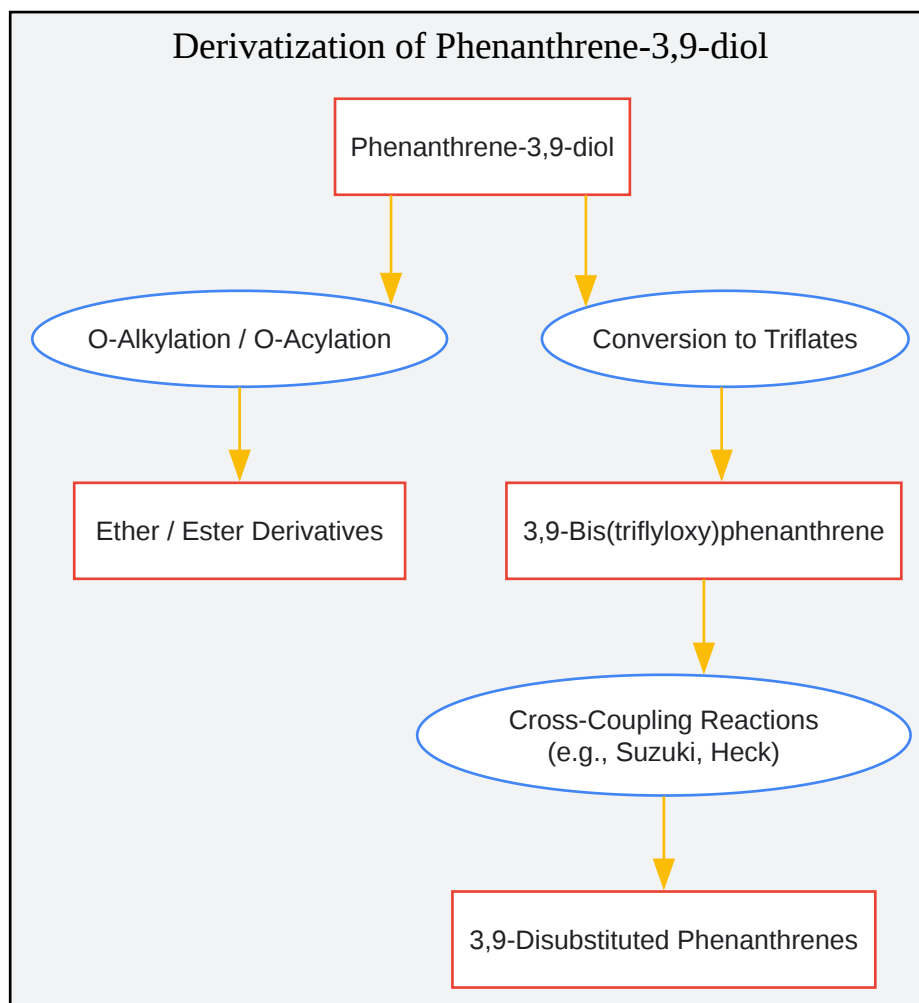 Derivatization of Phenanthrene-3,9-diol
Phenanthrene-3,9-diol
O-Alkylation / O-Acylation
Conversion to Triflates
Ether / Ester Derivatives
3,9-Bis(triflyloxy)phenanthrene
Cross-Coupling Reactions
(e.g., Suzuki, Heck)
3,9-Disubstituted Phenanthrenes